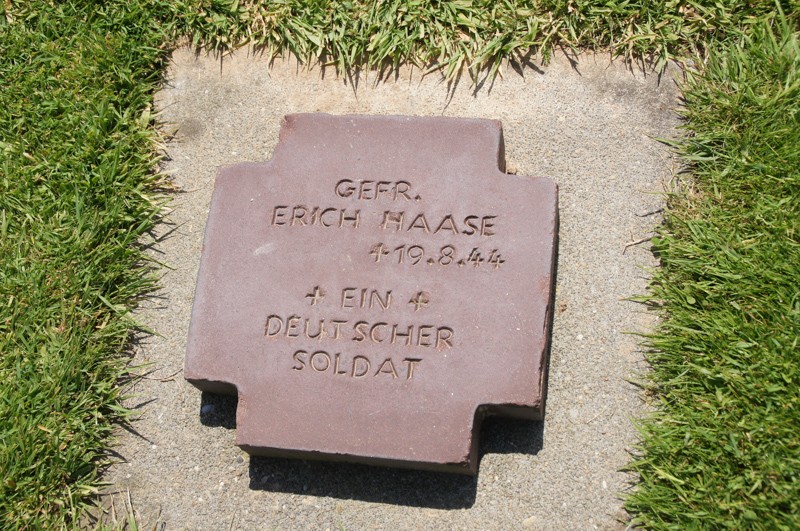 GEFR.
ERICH HAASE
+19.8.44
+ EIN +
DEUTSCHER
SOLDAT